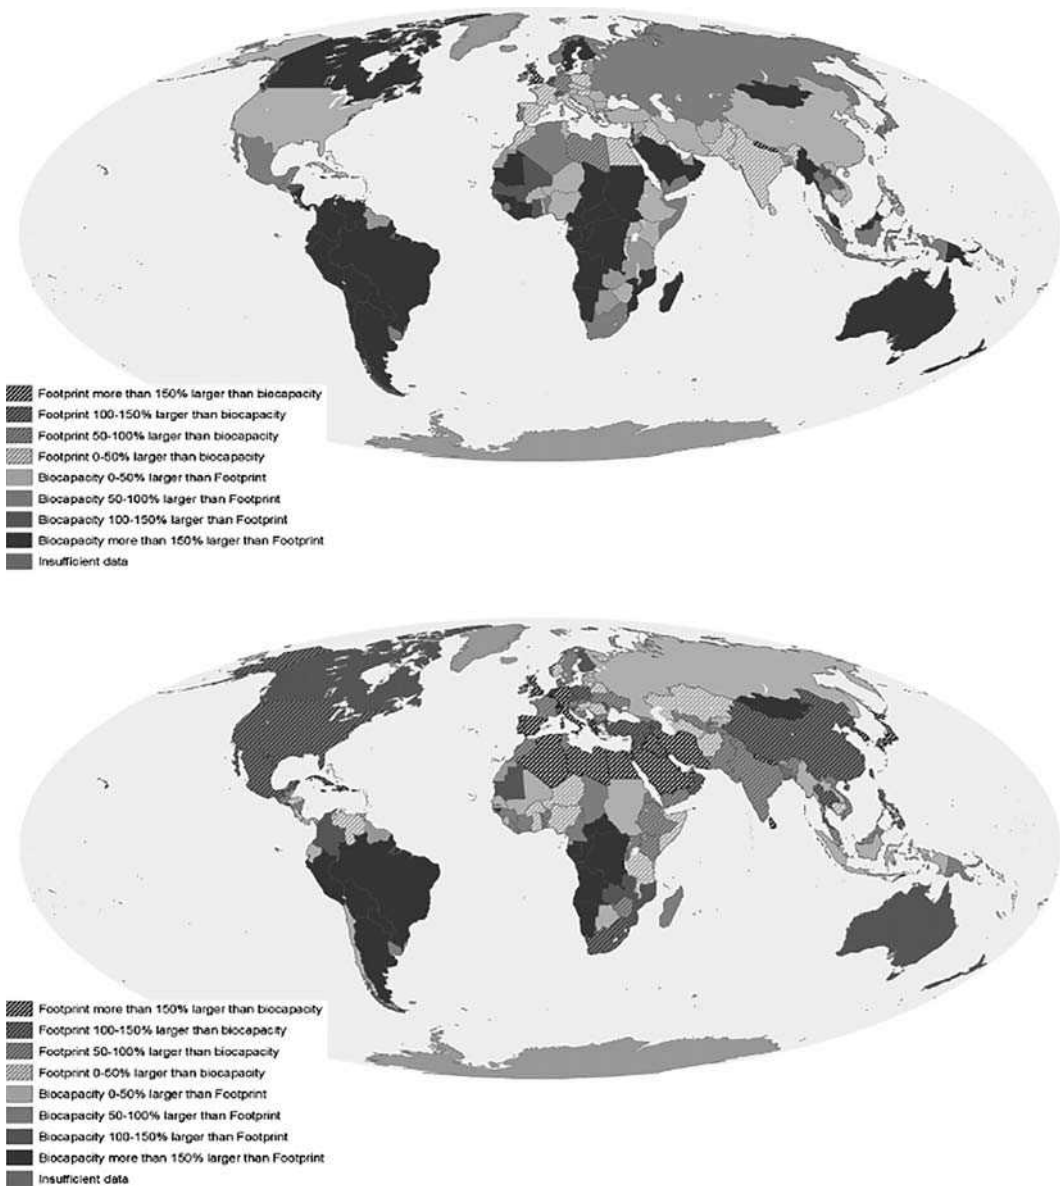 Footprint more than 150% larger than biocapacity
Footprint 100-150% larger than biocapacity
Footprint 50-100% larger than biocapacity
Footprint 0-50% larger than biocapacity
Biocapacity 0-50% larger than Footprint
Biocapacity 50-100% larger than Footprint
Biocapacity 100-150% larger than Footprint
Biocapacity more than 150% larger than Footprint
Insufficient data
Footprint more than 150% larger than biocapacity
Footprint 100-150% larger than biocapacity
Footprint 50-100% larger than biocapacity
Footprint 0-50% larger than biocapacity
Biocapacity 0-50% larger than Footprint
Biocapacity 50-100% larger than Footprint
Biocapacity 100-150% larger than Footprint
Biocapacity more than 150% larger than Footprint
Insufficient data